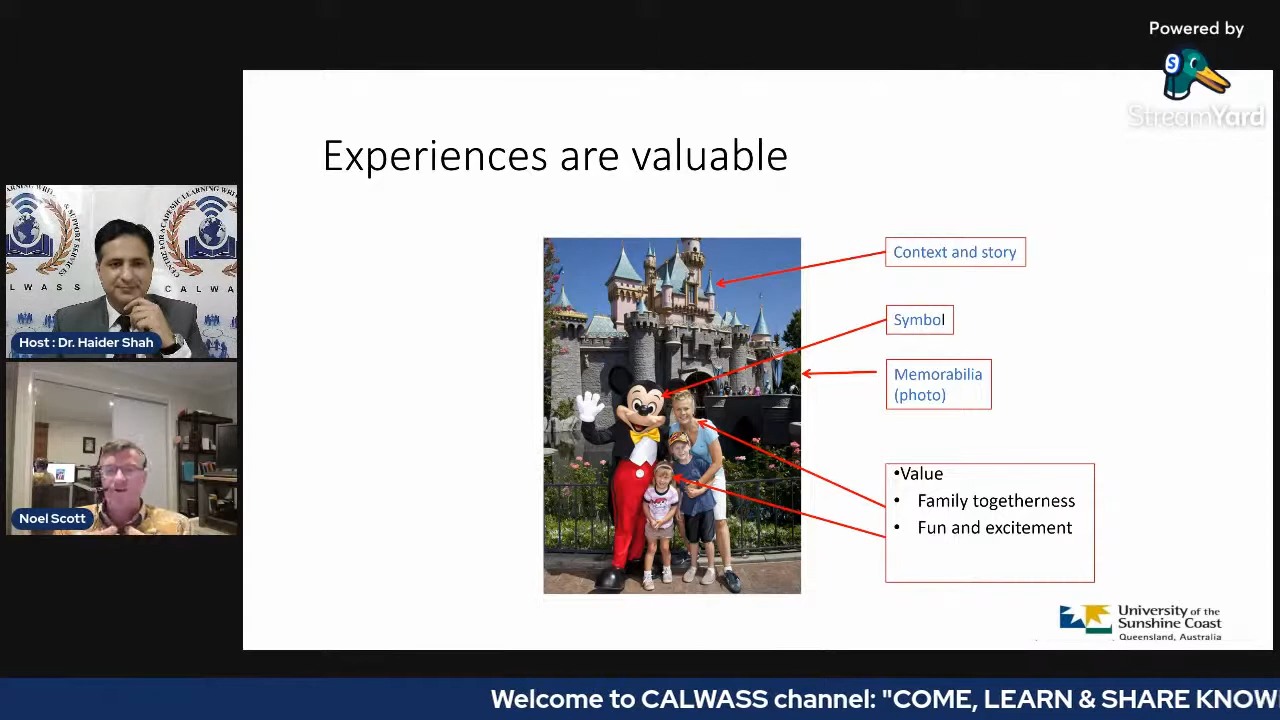 Powered by
StreamYard
Experiences are valuable
Context and story
Symbol
Memorabilia
(photo)
•Value
• Family togetherness
• Fun and excitement
University of the
Sunshine Coast
Queensland, Australia
CALWASS
CALW
Host : Dr. Haider Shah
Noel Scott
Welcome to CALWASS channel: "COME, LEARN & SHARE KNOW